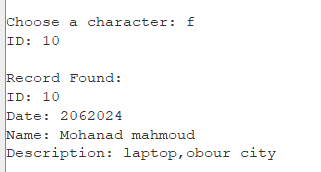 Choose a character: f
ID: 10
Record Found:
ID: 10
Date: 2062024
Name: Mohanad mahmoud
Description: laptop,obour city